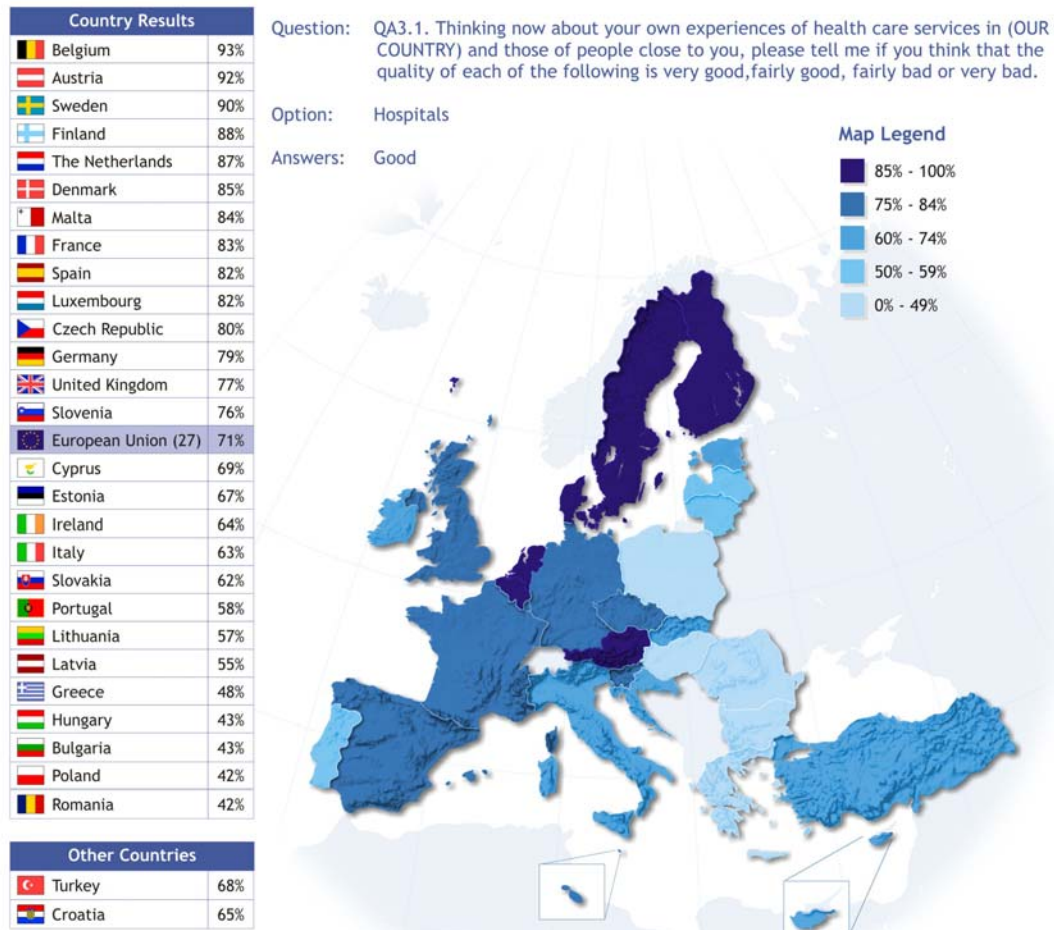 Country Results
Belgium 93%
Austria 92%
Sweden 90%
Finland 88%
The Netherlands 87%
Denmark 85%
Malta 84%
France 83%
Spain 82%
Luxembourg 82%
Czech Republic 80%
Germany 79%
United Kingdom 77%
Slovenia 76%
European Union (27) 71%
Cyprus 69%
Estonia 67%
Ireland 64%
Italy 63%
Slovakia 62%
Portugal 58%
Lithuania 57%
Latvia 55%
Greece 48%
Hungary 43%
Bulgaria 43%
Poland 42%
Romania 42%
Other Countries
Turkey 68%
Croatia 65%
Question: QA3.1. Thinking now about your own experiences of health care services in (OUR
COUNTRY) and those of people close to you, please tell me if you think that the
quality of each of the following is very good,fairly good, fairly bad or very bad.
Option: Hospitals
Answers: Good
Map Legend
85% - 100%
75% - 84%
60% - 74%
50% - 59%
0% - 49%